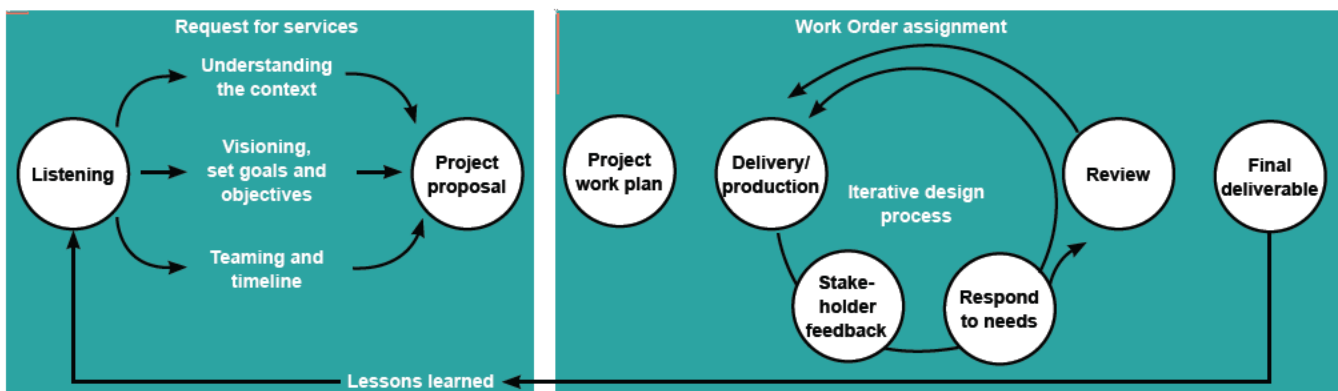 Request for services
Understanding
the context
Listening
Visioning,
set goals and
objectives
Project
proposal
Teaming and
timeline
Work Order assignment
Project
work plan
Delivery/
production
Iterative design
process
Review
Final
deliverable
Stake-
holder
feedback
Respond
to needs
Lessons learned